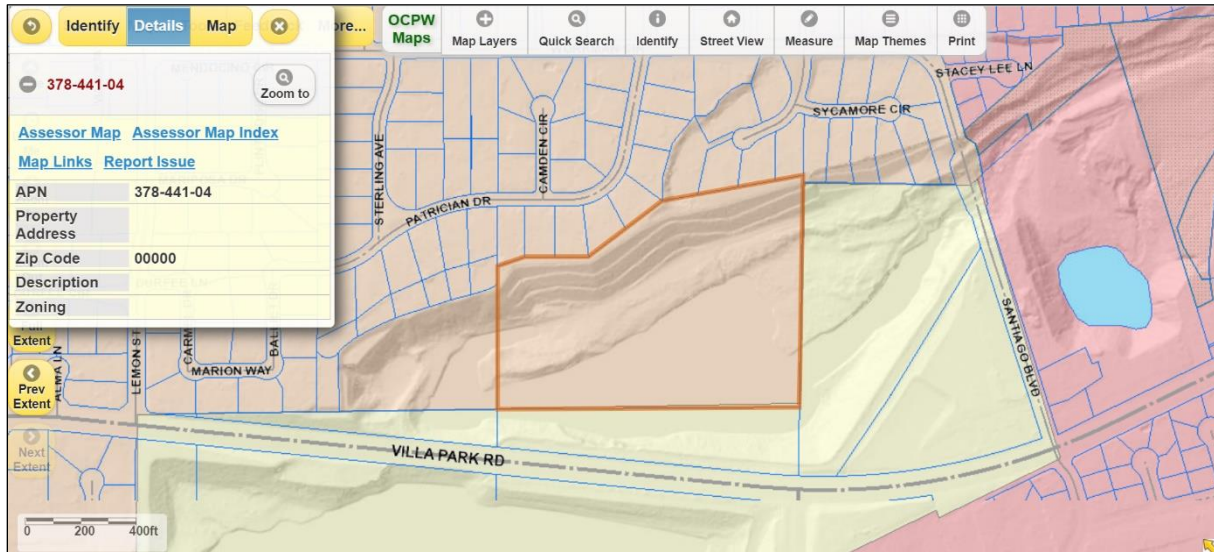 Identify
Details
Map
More...
OCPW
Maps
Map Layers
Quick Search
Identify
Street View
Measure
Map Themes
Print
378-441-04
Zoom to
Assessor Map
Assessor Map Index
Map Links
Report Issue
APN
378-441-04
Property
Address
Zip Code
00000
Description
Zoning
Extent
Prev
Extent
Next
Extent
STERLING AVE
PATRICIAN DR
CAMDEN CIR
SYCAMORE CIR
STACEY LEE LN
SANTIAGO BLVD
ALMA LN
LEMON ST
MARION WAY
VILLA PARK RD
0
200
400ft